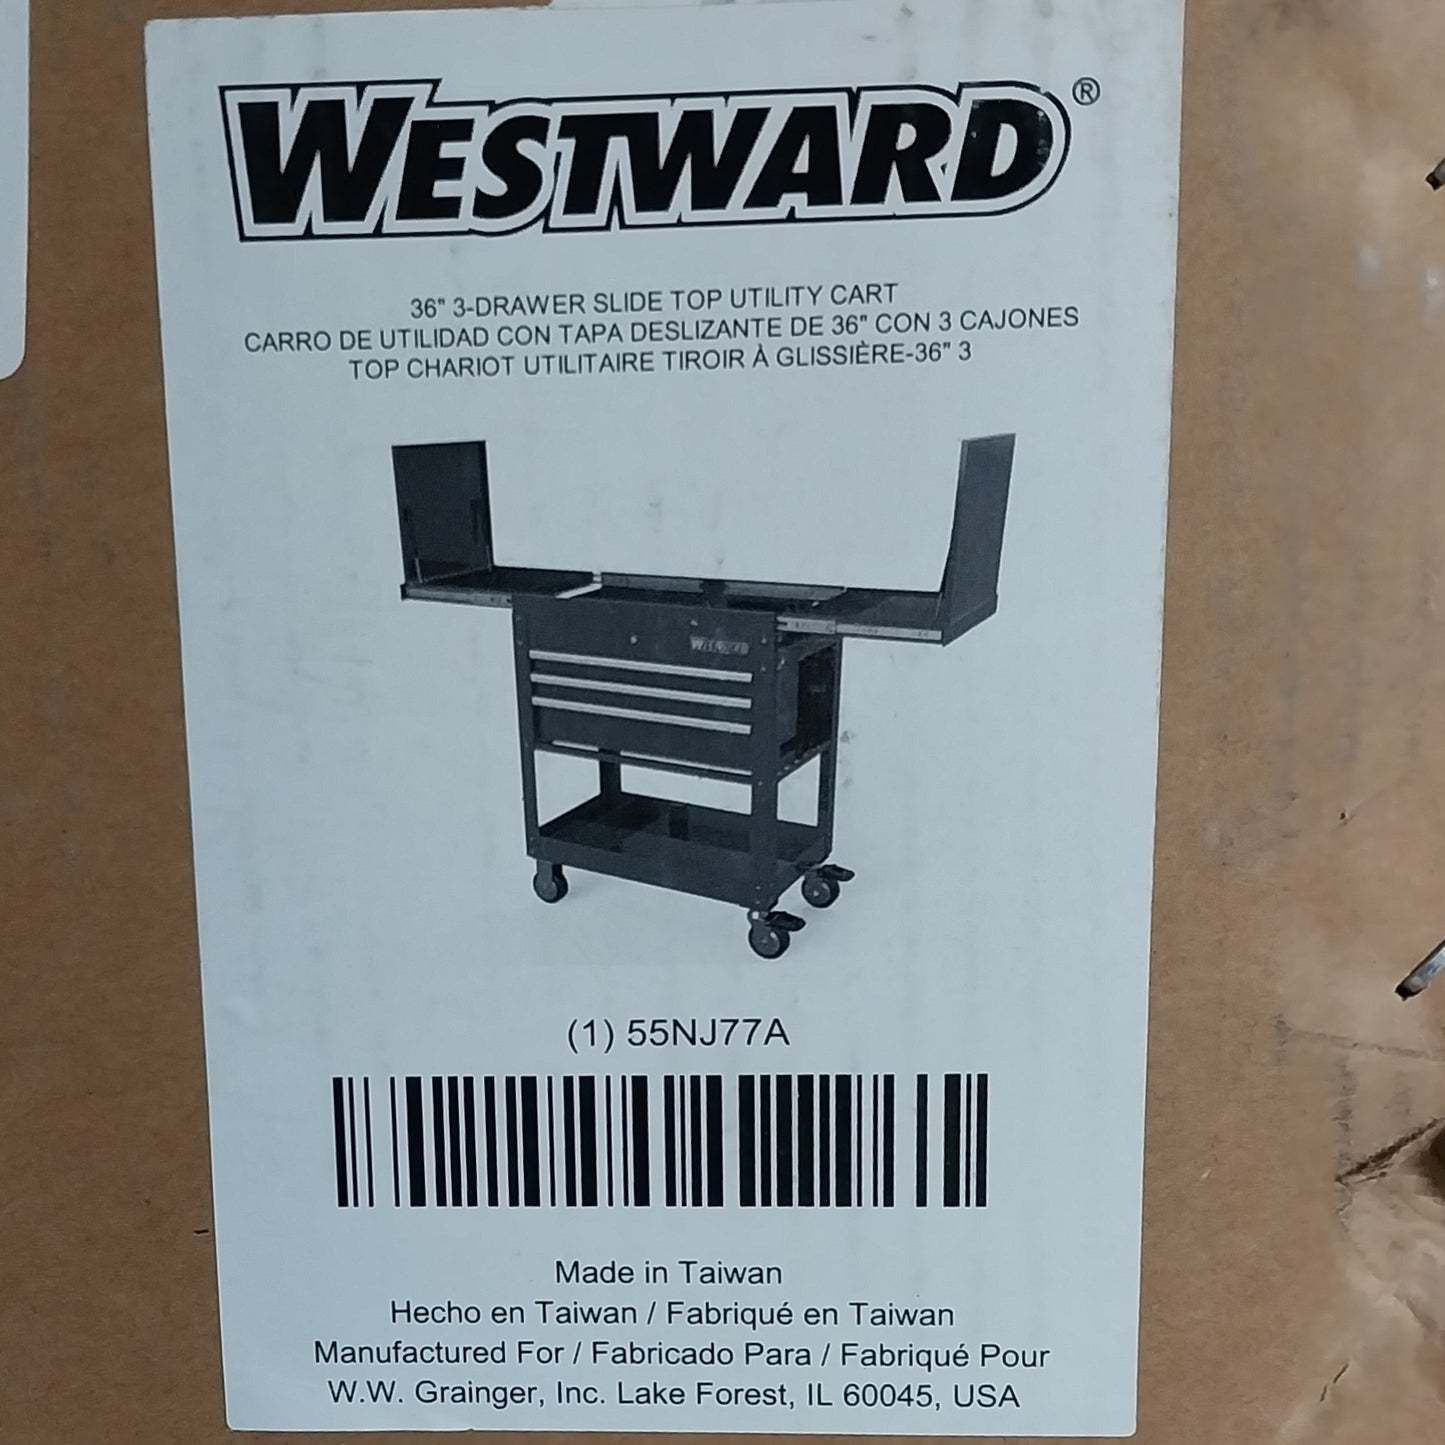 WESTWARD®
36" 3-DRAWER SLIDE TOP UTILITY CART
CARRO DE UTILIDAD CON TAPA DESLIZANTE DE 36" CON 3 CAJONES
TOP CHARIOT UTILITAIRE TIROIR À GLISSIÈRE-36" 3
WESTWARD
(1) 55NJ77A
Made in Taiwan
Hecho en Taiwan / Fabriqué en Taiwan
Manufactured For / Fabricado Para / Fabriqué Pour
W.W. Grainger, Inc. Lake Forest, IL 60045, USA